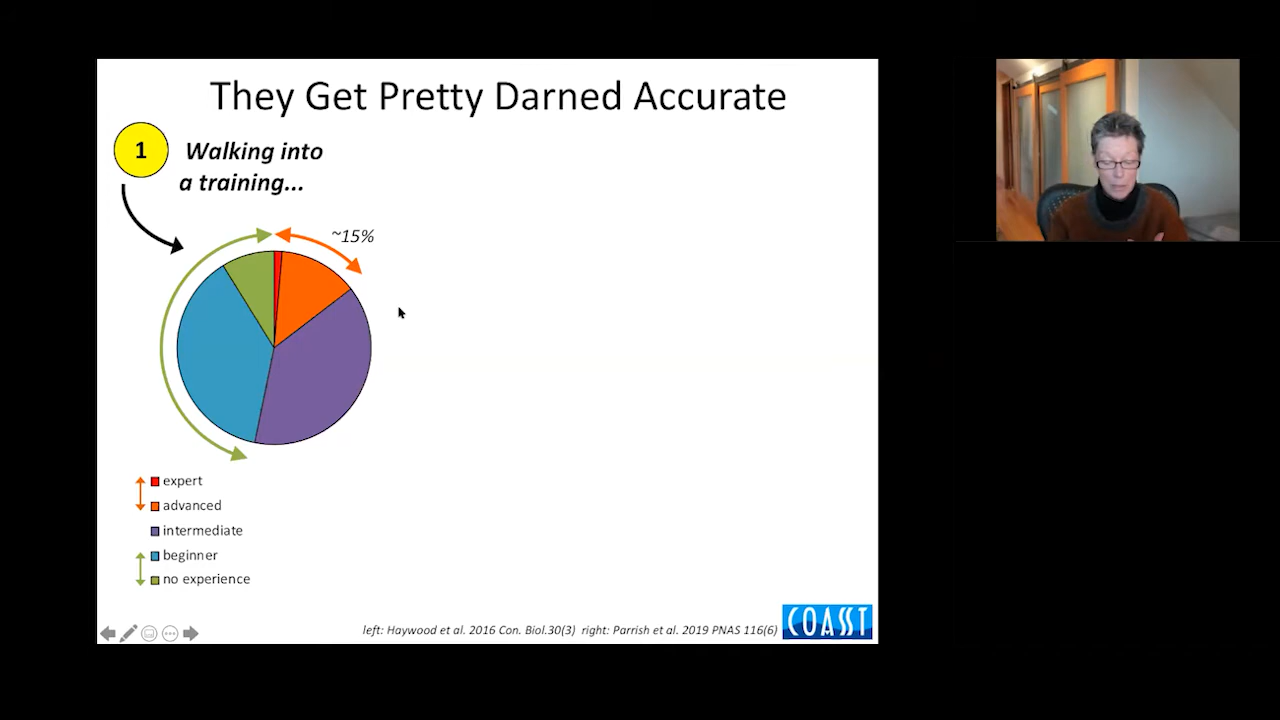 They Get Pretty Darned Accurate
1
Walking into
a training...
~15%
expert
advanced
intermediate
beginner
no experience
left: Haywood et al. 2016 Con. Biol.30(3) right: Parrish et al. 2019 PNAS 116(6)
COASST